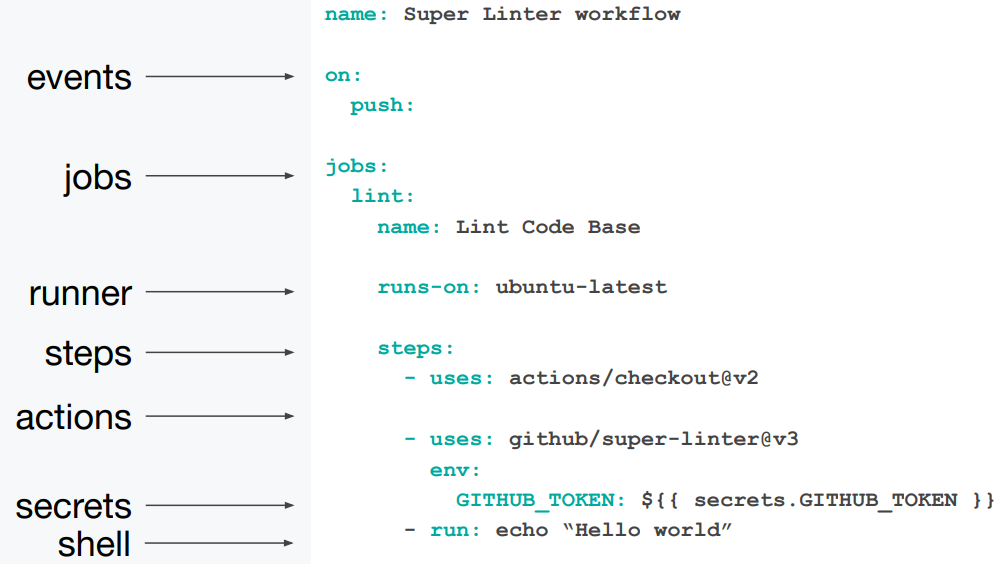 name: Super Linter workflow
events
on:
push:
jobs
jobs:
lint:
name: Lint Code Base
runner
runs-on: ubuntu-latest
steps
steps:
- uses: actions/checkout@v2
actions
- uses: github/super-linter@v3
env:
secrets
GITHUB_TOKEN: ${{ secrets.GITHUB_TOKEN }}
shell
- run: echo “Hello world”